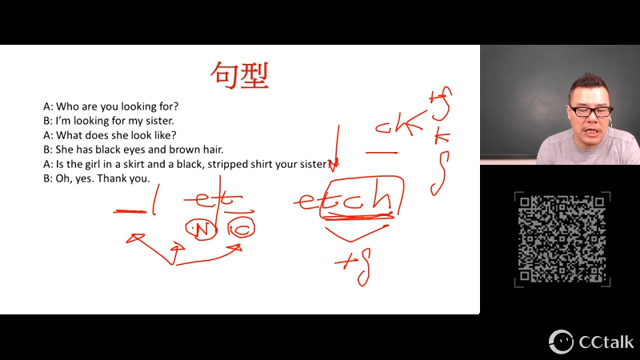 句型
A: Who are you looking for?
B: I'm looking for my sister.
A: What does she look like?
B: She has black eyes and brown hair.
A: Is the girl in a skirt and a black, stripped shirt your sister?
B: Oh, yes. Thank you.
ck
k
et
etch
N
C
CCtalk